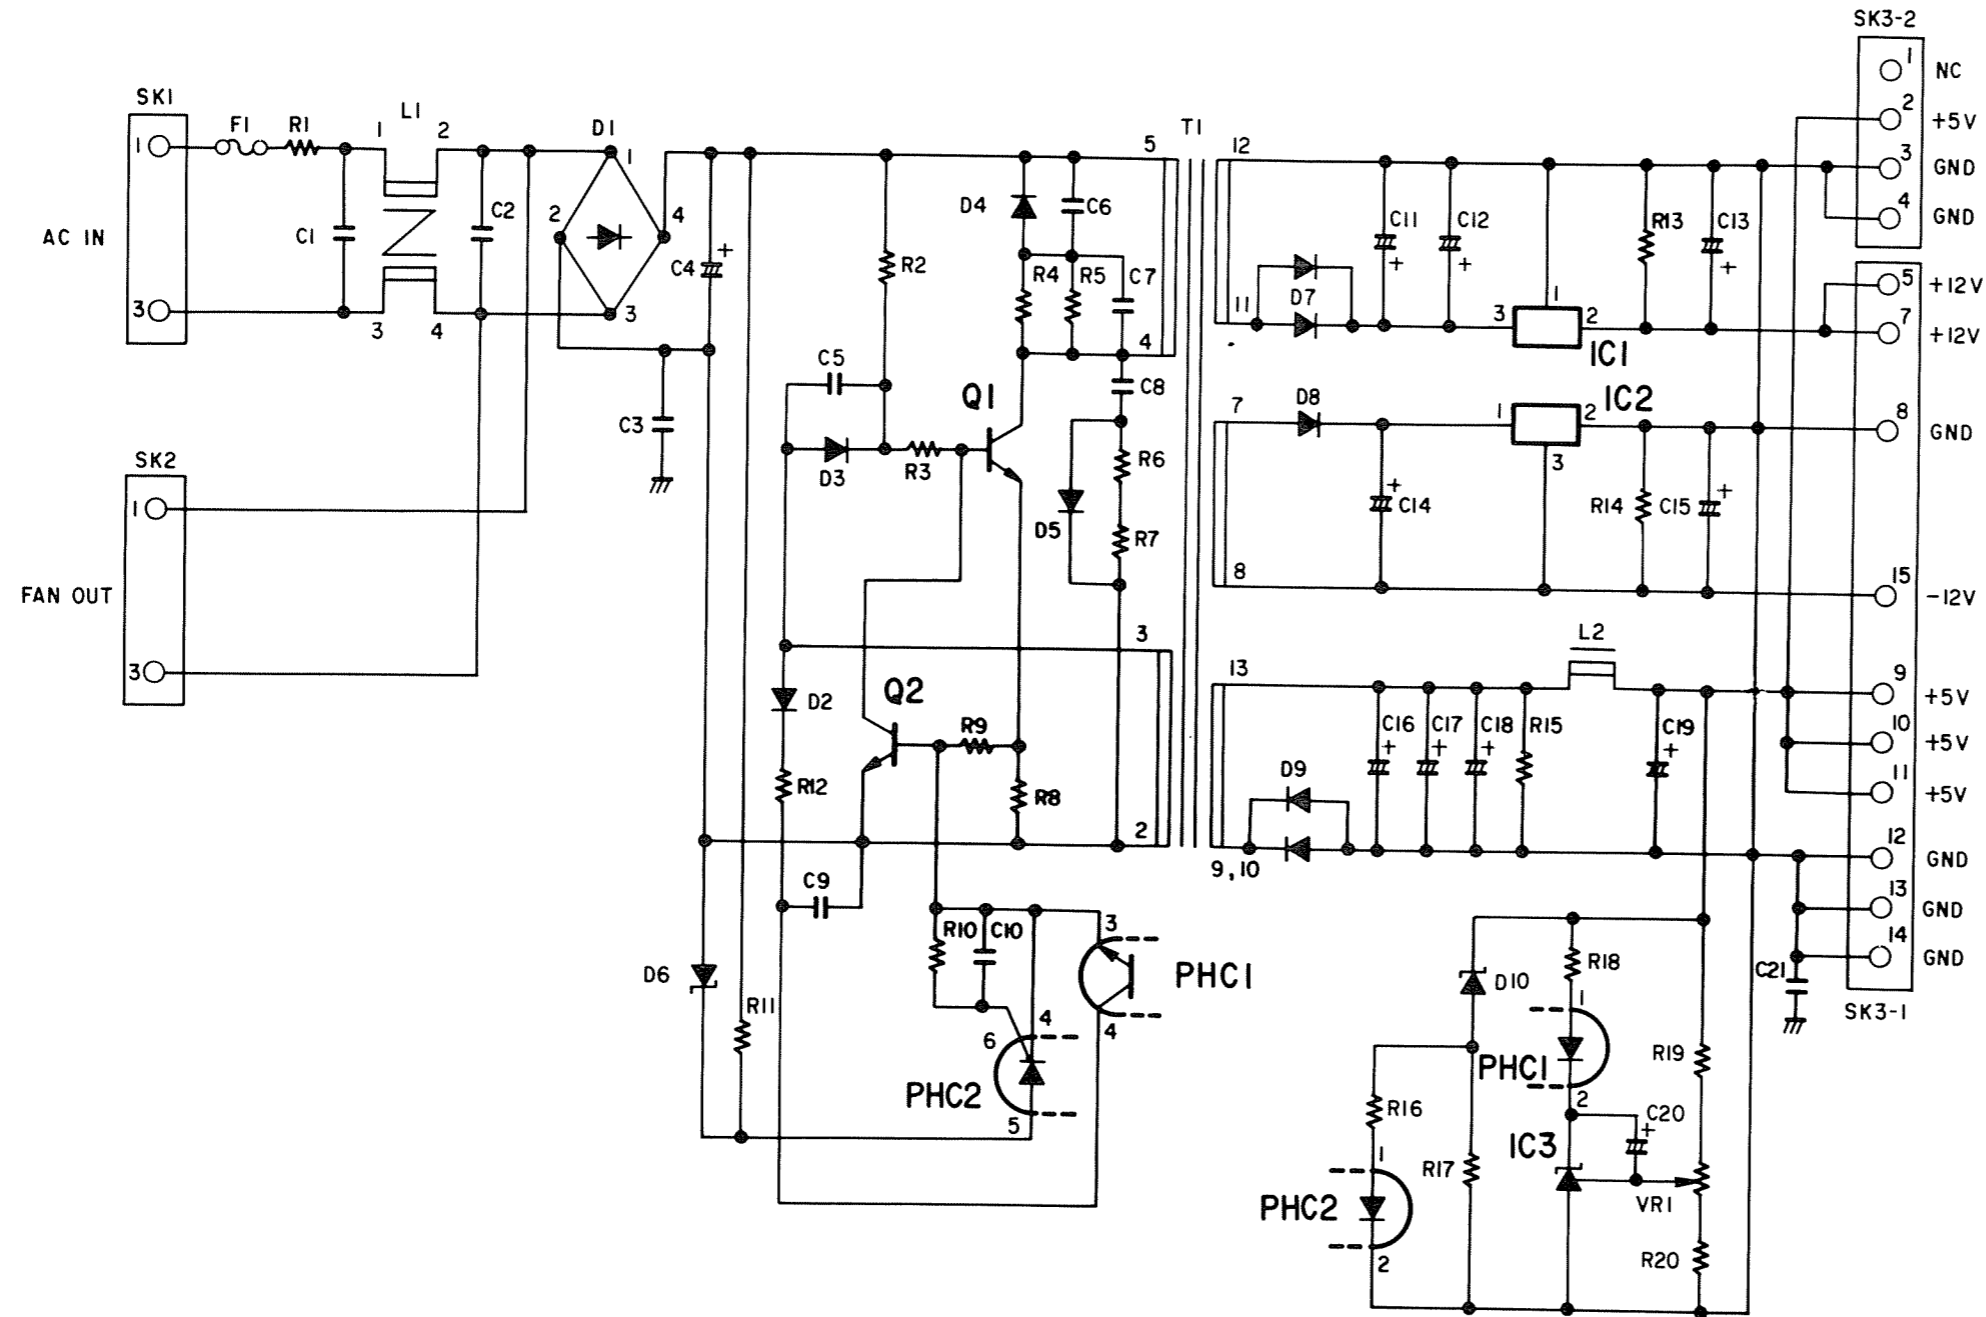 SK3-2
1 NC
2 +5V
3 GND
4 GND
SK1
F1 R1 1 L1 2 D1 1
1
AC IN
C1
C2
2 4
3
3 4 3
C4 +
C3
R2
5 T1 12
D4 C6
R4 R5 C7
4
C8
C11 + C12 + R13 C13 +
D7
11
3 1 2
IC1
5 +12V
7 +12V
C5
Q1
D3 R3
D5
R6
R7
7 D8
1 IC2 2
3
+ C14
R14 C15 +
8
8 GND
15 -12V
SK2
1
FAN OUT
3
3
D2
Q2
R9
R12
R8
2
13
L2
C16 + C17 + C18 + R15 C19 +
D9
9,10
9 +5V
10 +5V
11 +5V
12 GND
13 GND
14 GND
C21
SK3-1
C9
R10 C10
3
PHC1
4
D6
R11
6 4
PHC2
5
D10
R18
1
PHC1
2
R19
C20 +
IC3
VR1
R16
R17
1
PHC2
2
R20